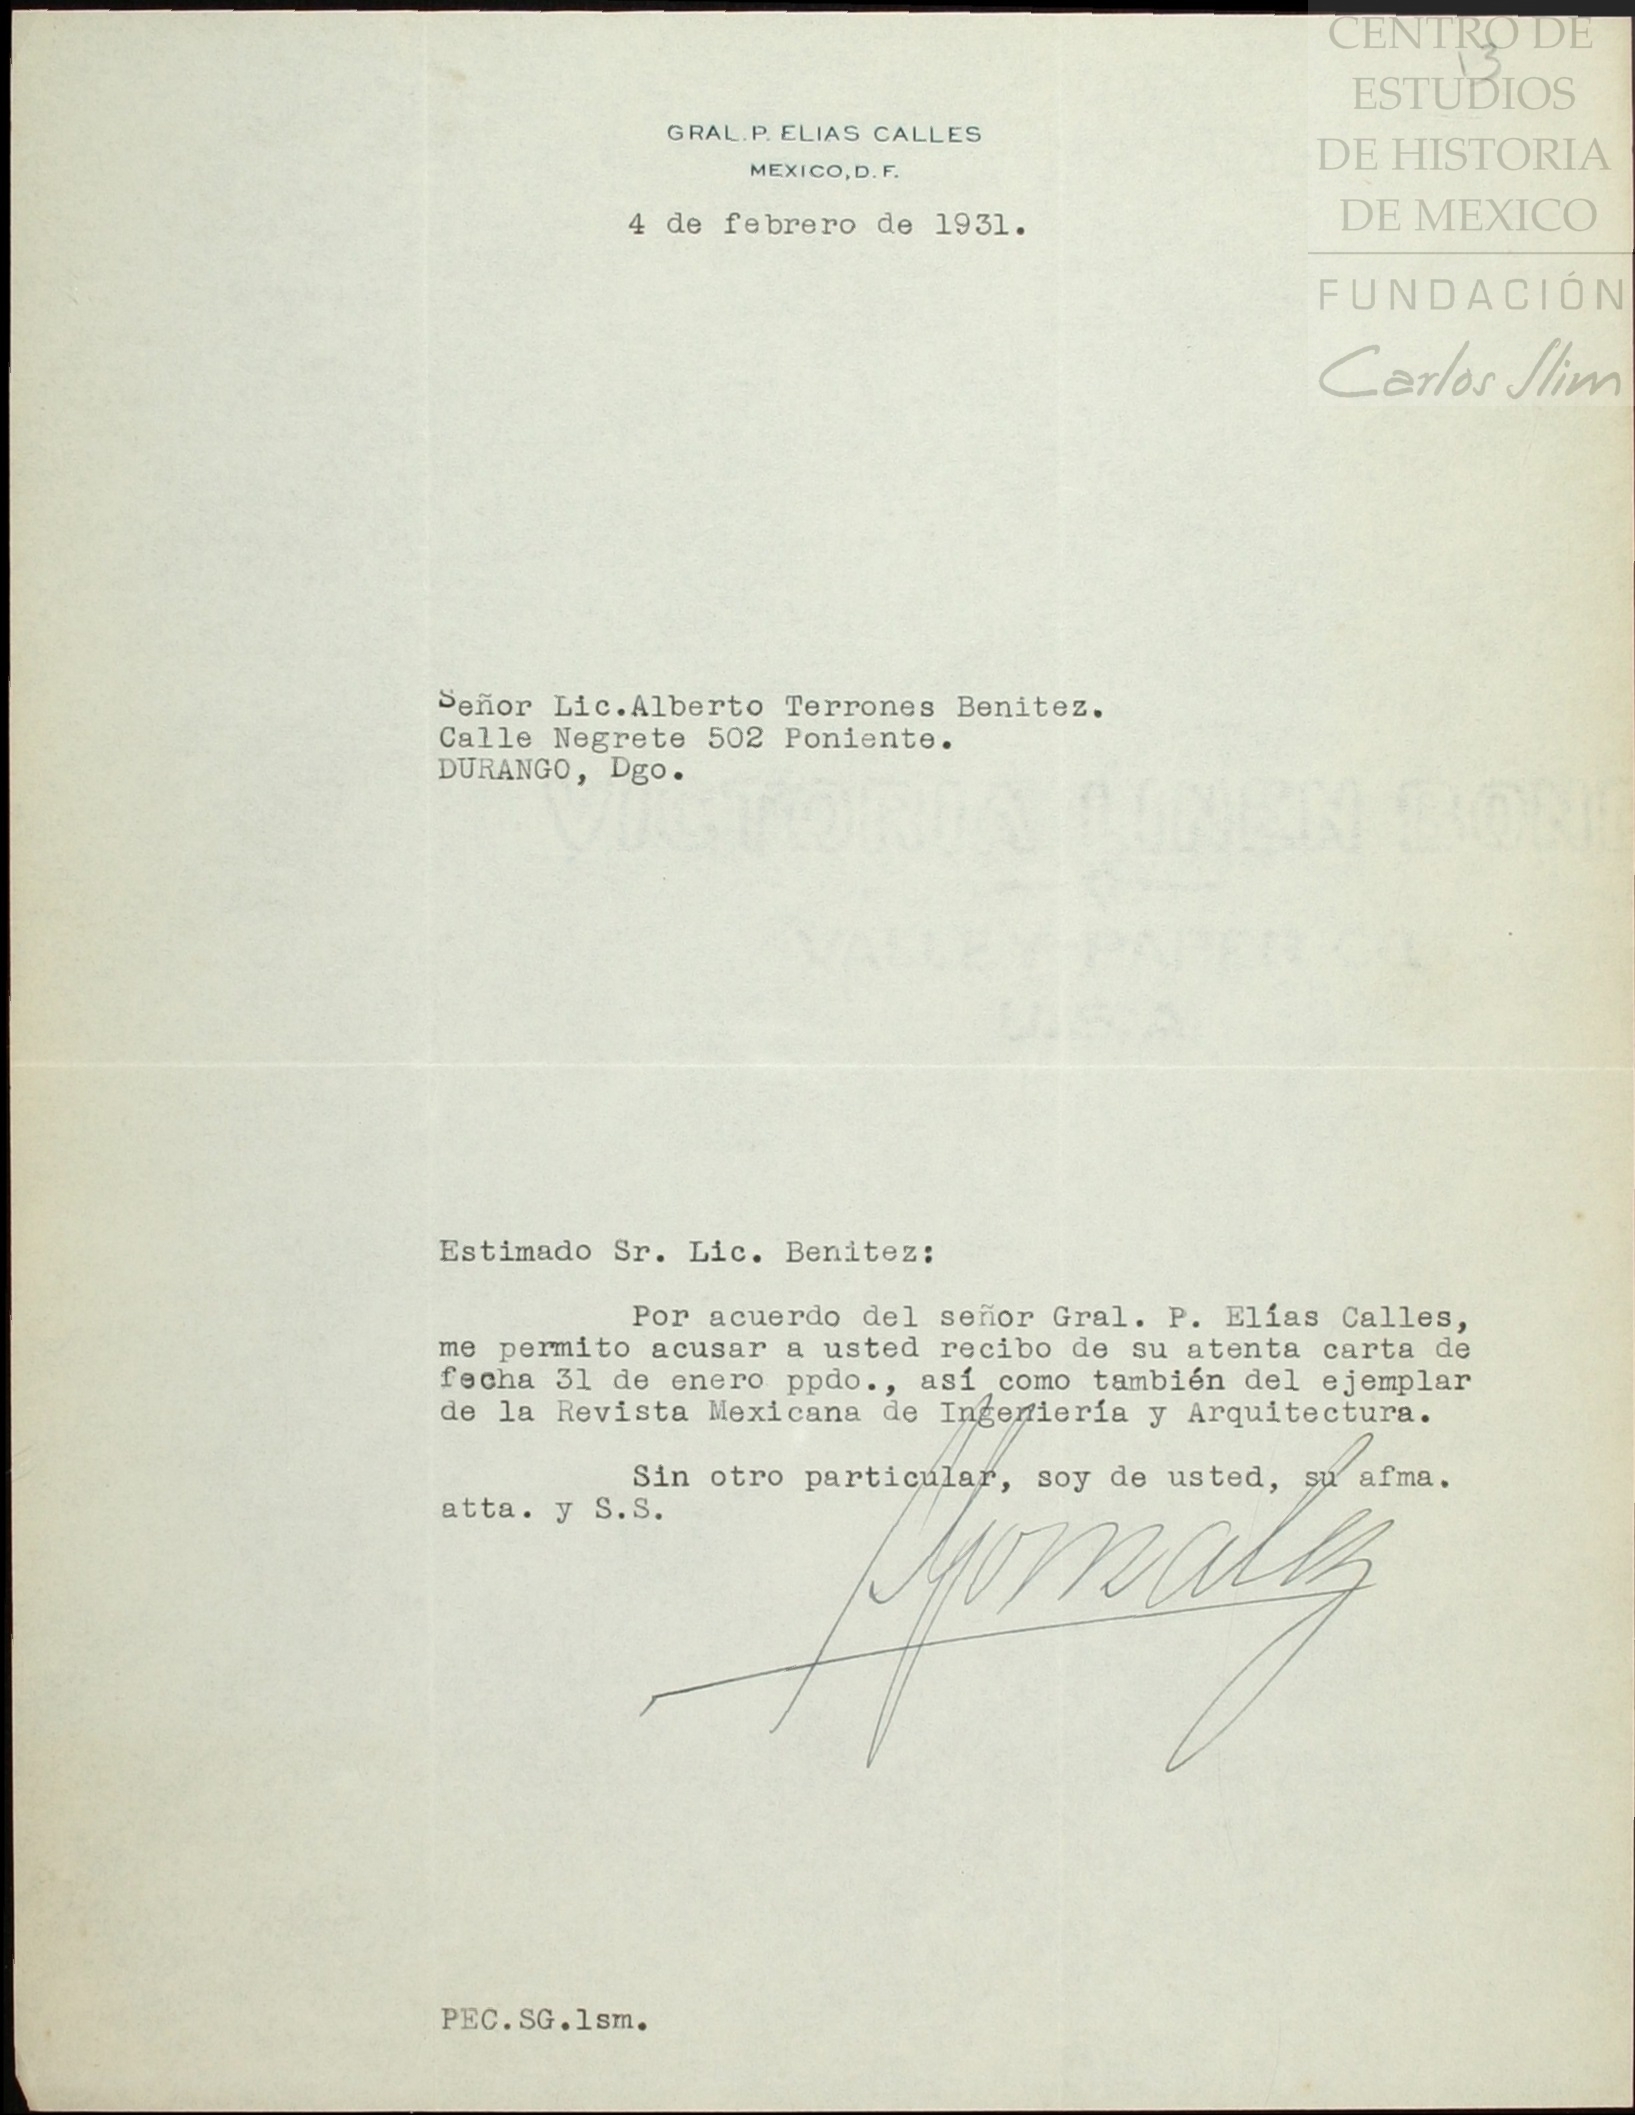 CENTRO DE
ESTUDIOS
DE HISTORIA
DE MEXICO
FUNDACIÓN
Carlos Slim
13
GRAL. P. ELIAS CALLES
MEXICO, D. F.
4 de febrero de 1931.
Señor Lic.Alberto Terrones Benitez.
Calle Negrete 502 Poniente.
DURANGO, Dgo.
Estimado Sr. Lic. Benitez:
Por acuerdo del señor Gral. P. Elías Calles,
me permito acusar a usted recibo de su atenta carta de
fecha 31 de enero ppdo., así como también del ejemplar
de la Revista Mexicana de Ingeniería y Arquitectura.
Sin otro particular, soy de usted, su afma.
atta. y S.S.
González
PEC.SG.lsm.